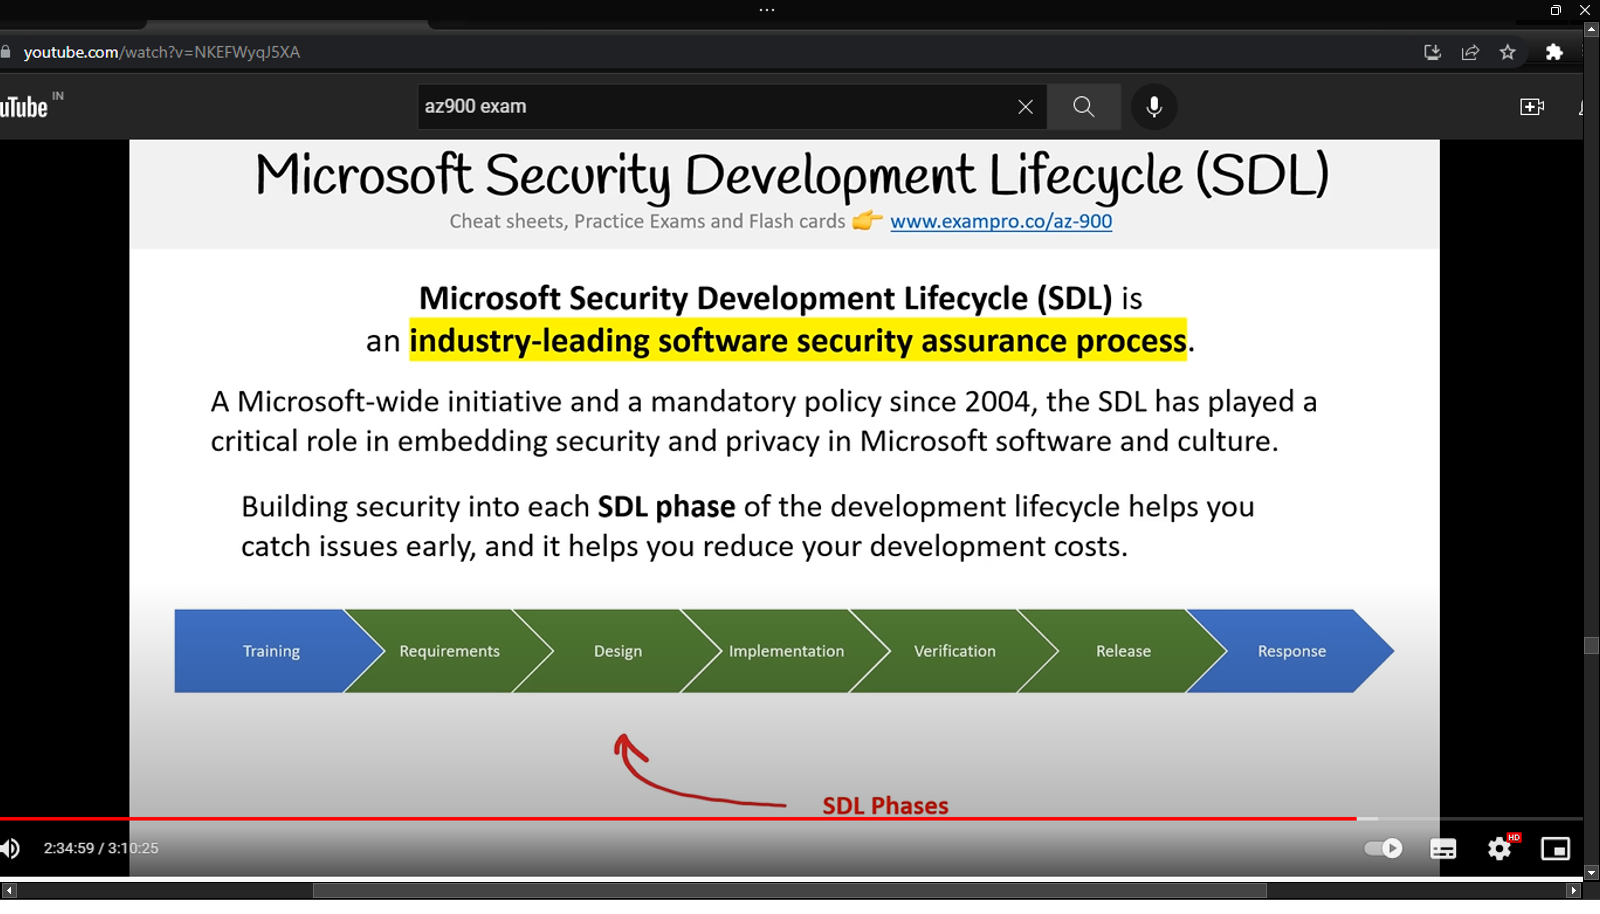 youtube.com/watch?v=NKEFWyqJ5XA
uTube IN
az900 exam
Microsoft Security Development Lifecycle (SDL)
Cheat sheets, Practice Exams and Flash cards 👉 www.exampro.co/az-900
Microsoft Security Development Lifecycle (SDL) is
an industry-leading software security assurance process.
A Microsoft-wide initiative and a mandatory policy since 2004, the SDL has played a
critical role in embedding security and privacy in Microsoft software and culture.
Building security into each SDL phase of the development lifecycle helps you
catch issues early, and it helps you reduce your development costs.
Training Requirements Design Implementation Verification Release Response
SDL Phases
2:34:59 / 3:10:25
HD